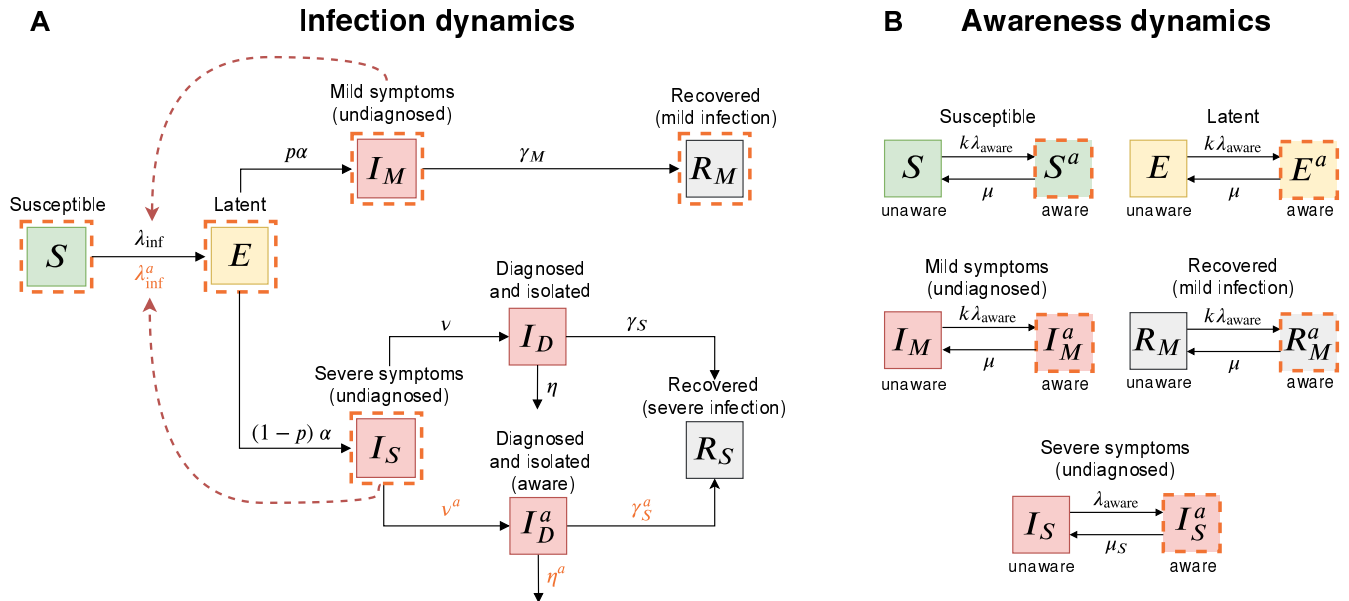 A
Infection dynamics
Mild symptoms
(undiagnosed)
Recovered
(mild infection)
pα
I_M
γ_M
R_M
Susceptible
Latent
S
λ_inf
λ^a_inf
E
Diagnosed
and isolated
ν
I_D
γ_S
η
Severe symptoms
(undiagnosed)
Recovered
(severe infection)
(1 − p) α
I_S
Diagnosed
and isolated
(aware)
R_S
ν^a
I^a_D
γ^a_S
η^a
B
Awareness dynamics
Susceptible
S
kλ_aware
μ
S^a
unaware
aware
Latent
E
kλ_aware
μ
E^a
unaware
aware
Mild symptoms
(undiagnosed)
I_M
kλ_aware
μ
I^a_M
unaware
aware
Recovered
(mild infection)
R_M
kλ_aware
μ
R^a_M
unaware
aware
Severe symptoms
(undiagnosed)
I_S
λ_aware
μ_S
I^a_S
unaware
aware